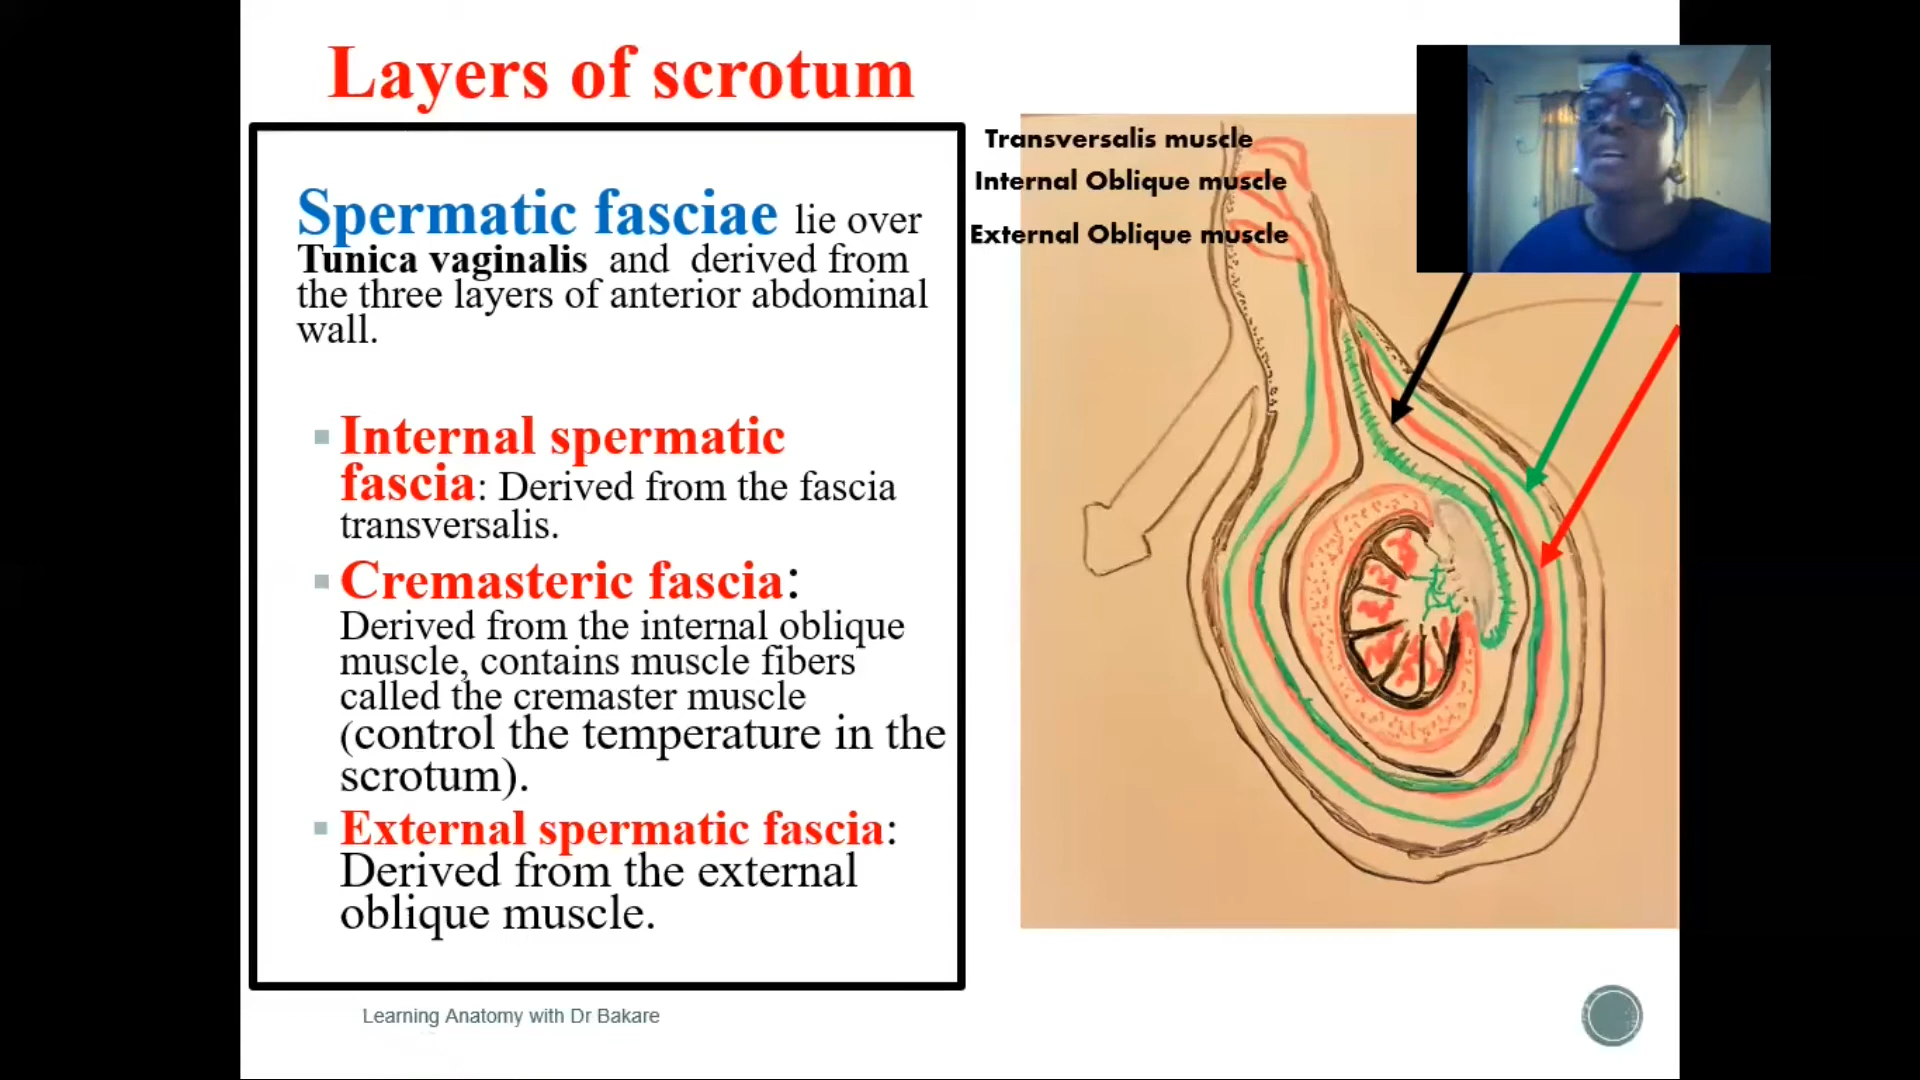 Layers of scrotum
Spermatic fasciae lie over
Tunica vaginalis and derived from
the three layers of anterior abdominal
wall.
Internal spermatic
fascia: Derived from the fascia
transversalis.
Cremasteric fascia:
Derived from the internal oblique
muscle, contains muscle fibers
called the cremaster muscle
(control the temperature in the
scrotum).
External spermatic fascia:
Derived from the external
oblique muscle.
Transversalis muscle
Internal Oblique muscle
External Oblique muscle
Learning Anatomy with Dr Bakare